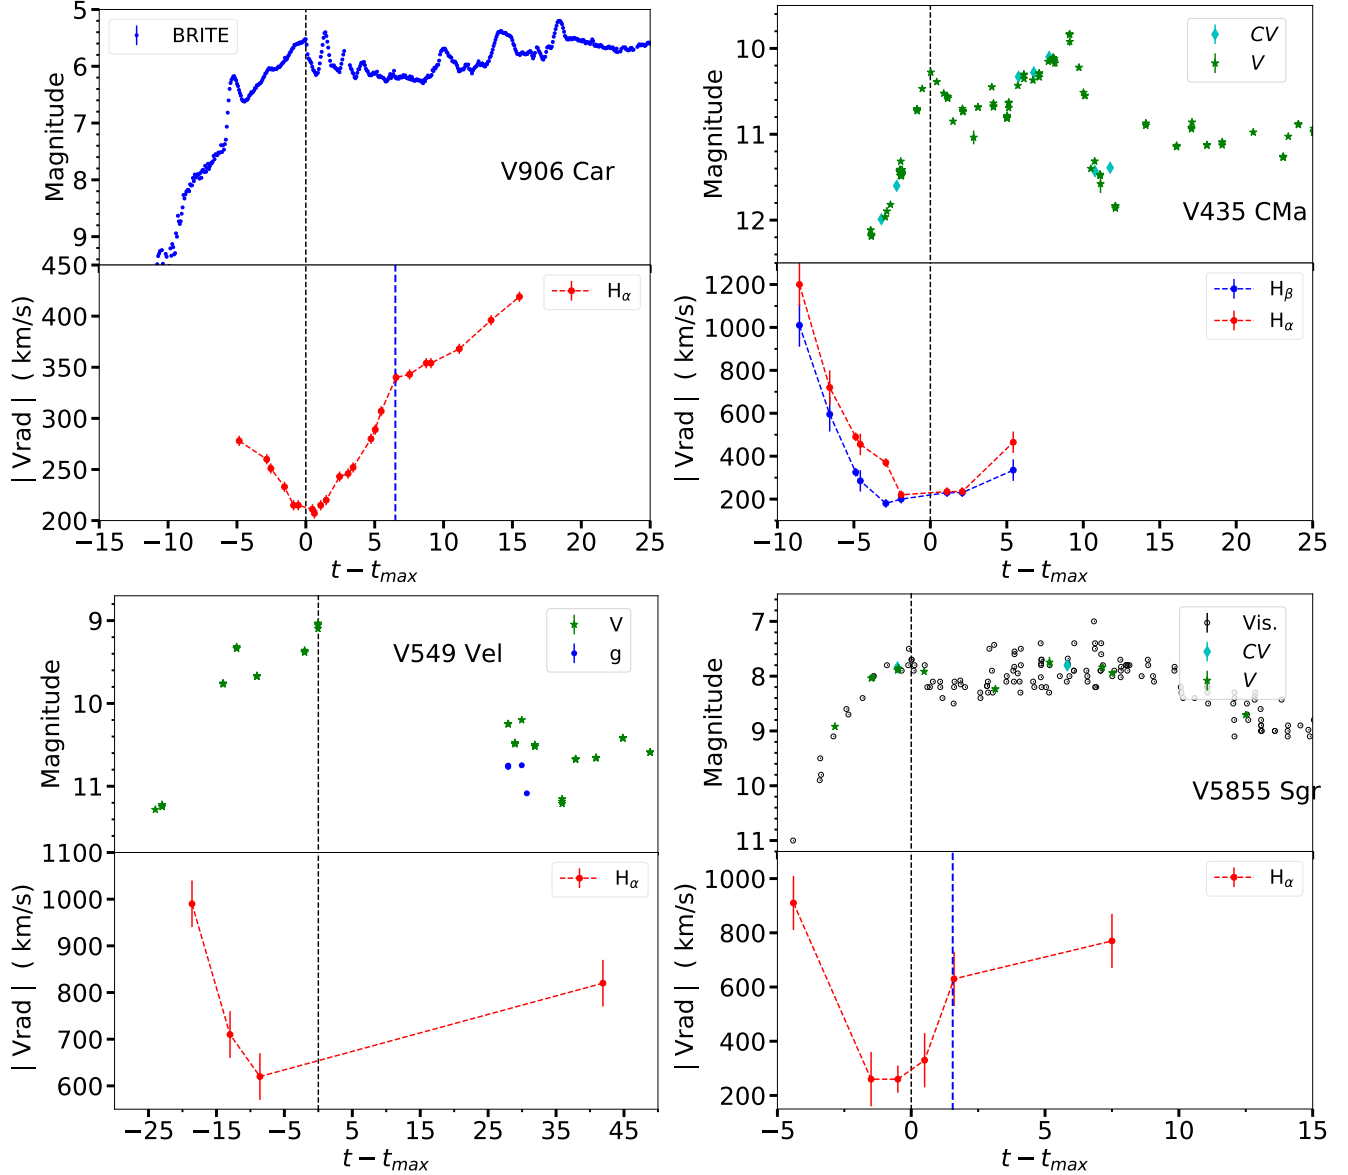 5
6
7
8
9
Magnitude
BRITE
V906 Car
450
400
350
300
250
200
| Vrad | ( km/s)
Hα
−15 −10 −5 0 5 10 15 20 25
t − tmax
10
11
12
Magnitude
CV
V
V435 CMa
1200
1000
800
600
400
200
| Vrad | ( km/s)
Hβ
Hα
−10 −5 0 5 10 15 20 25
t − tmax
9
10
11
Magnitude
V
g
V549 Vel
1100
1000
900
800
700
600
| Vrad | ( km/s)
Hα
−25 −15 −5 5 15 25 35 45
t − tmax
7
8
9
10
11
Magnitude
Vis.
CV
V
V5855 Sgr
1000
800
600
400
200
| Vrad | ( km/s)
Hα
−5 0 5 10 15
t − tmax